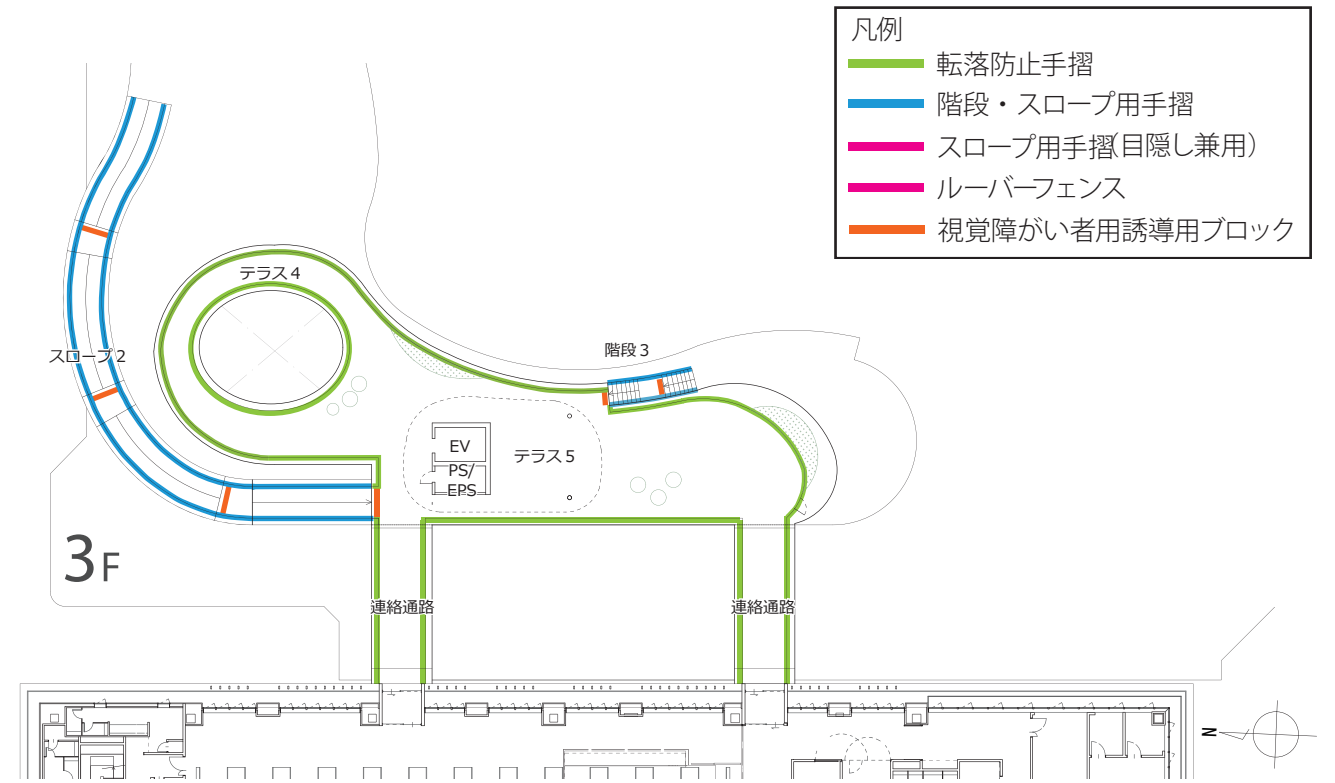 凡例
転落防止手摺
階段・スロープ用手摺
スロープ用手摺(目隠し兼用)
ルーバーフェンス
視覚障がい者用誘導用ブロック
テラス4
階段3
スロープ2
EV
PS/
EPS
テラス5
3F
連絡通路
連絡通路
N